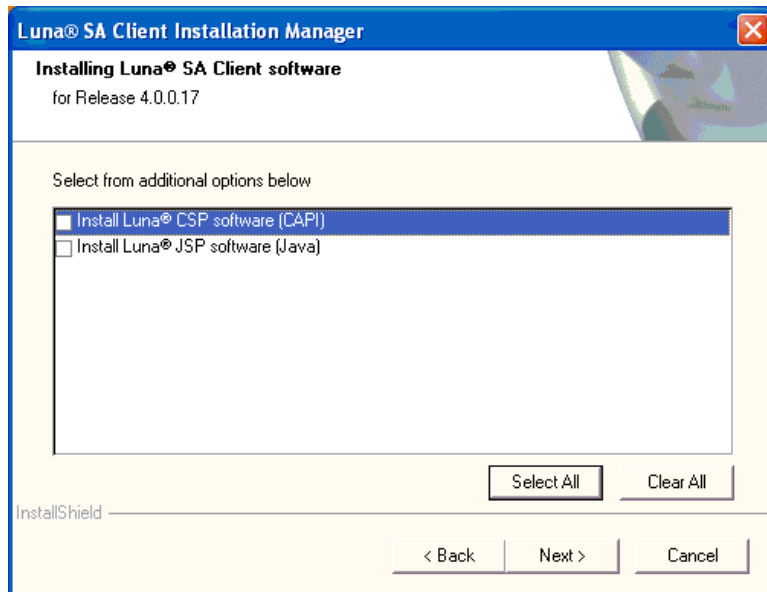 Luna® SA Client Installation Manager
Installing Luna® SA Client software
for Release 4.0.0.17
Select from additional options below
Install Luna® CSP software (CAPI)
Install Luna® JSP software (Java)
Select All Clear All
InstallShield
< Back Next > Cancel